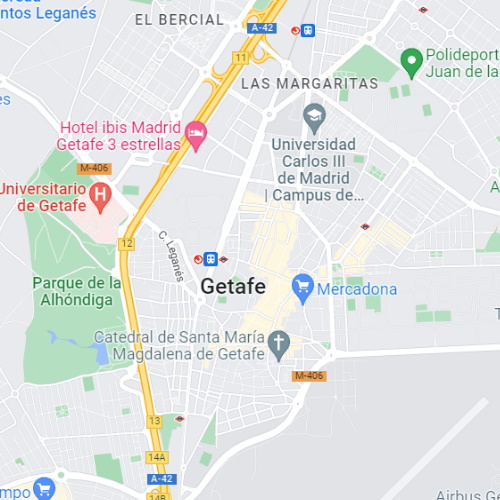 EL BERCIAL
ntos Leganés
A-42
11
Polideport
Juan de la
LAS MARGARITAS
Hotel ibis Madrid
Getafe 3 estrellas
Universidad
Carlos III
de Madrid
| Campus de...
M-406
Universitario
de Getafe
H
12
C. Leganés
Parque de la
Alhóndiga
Getafe
Mercadona
Catedral de Santa María
Magdalena de Getafe
M-406
13
14A
A-42
14B
mpo
Airbus Ge